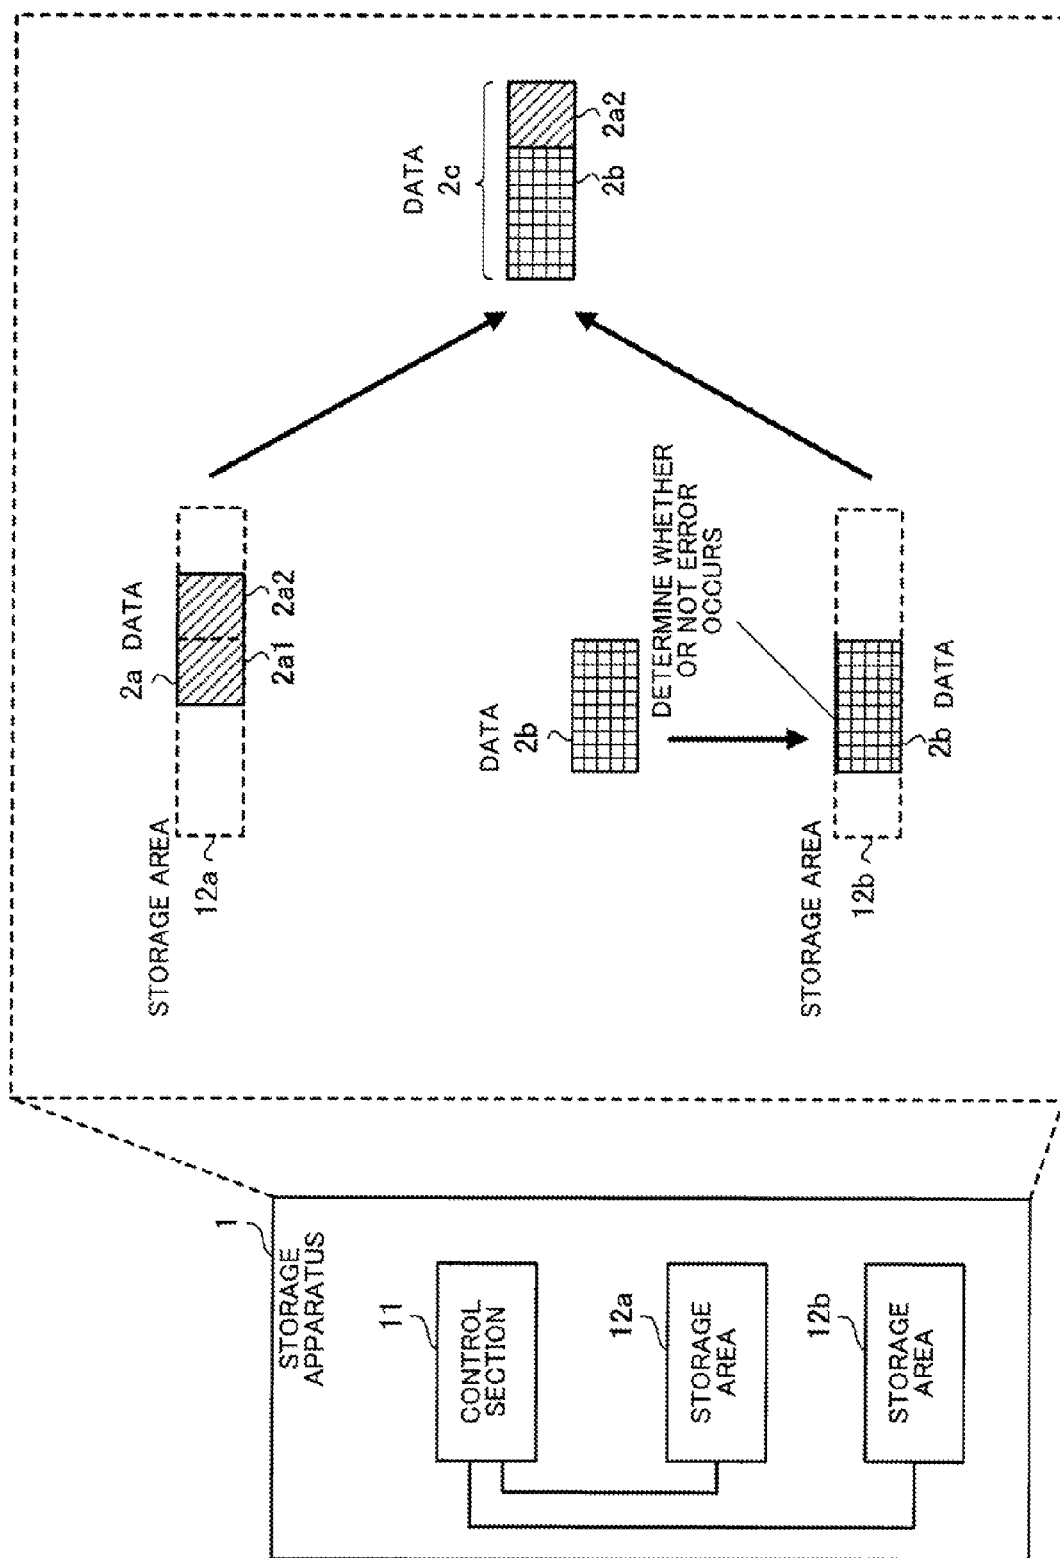 1
STORAGE
APPARATUS
11
CONTROL
SECTION
12a
STORAGE
AREA
12b
STORAGE
AREA
STORAGE AREA
12a
2a DATA
2a1
2a2
DATA
2b
DETERMINE WHETHER
OR NOT ERROR
OCCURS
STORAGE AREA
12b
2b DATA
DATA
2c
2b
2a2